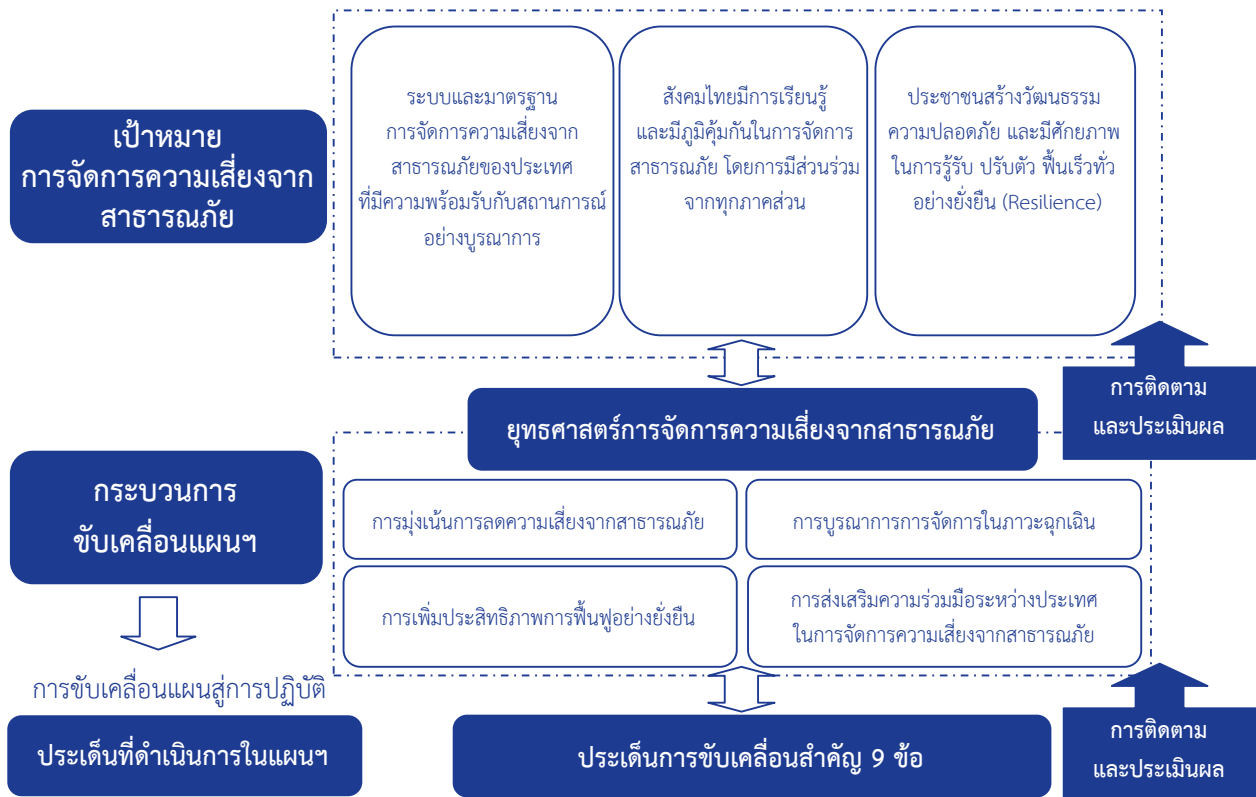 เป้าหมาย
การจัดการความเสี่ยงจาก
สาธารณภัย
ระบบและมาตรฐาน
การจัดการความเสี่ยงจาก
สาธารณภัยของประเทศ
ที่มีความพร้อมรับกับสถานการณ์
อย่างบูรณาการ
สังคมไทยมีการเรียนรู้
และมีภูมิคุ้มกันในการจัดการ
สาธารณภัย โดยการมีส่วนร่วม
จากทุกภาคส่วน
ประชาชนสร้างวัฒนธรรม
ความปลอดภัย และมีศักยภาพ
ในการรู้รับ ปรับตัว ฟื้นเร็วทั่ว
อย่างยั่งยืน (Resilience)
การติดตาม
และประเมินผล
ยุทธศาสตร์การจัดการความเสี่ยงจากสาธารณภัย
กระบวนการ
ขับเคลื่อนแผนฯ
การมุ่งเน้นการลดความเสี่ยงจากสาธารณภัย
การบูรณาการการจัดการในภาวะฉุกเฉิน
การเพิ่มประสิทธิภาพการฟื้นฟูอย่างยั่งยืน
การส่งเสริมความร่วมมือระหว่างประเทศ
ในการจัดการความเสี่ยงจากสาธารณภัย
การขับเคลื่อนแผนสู่การปฏิบัติ
ประเด็นที่ดำเนินการในแผนฯ
ประเด็นการขับเคลื่อนสำคัญ 9 ข้อ
การติดตาม
และประเมินผล